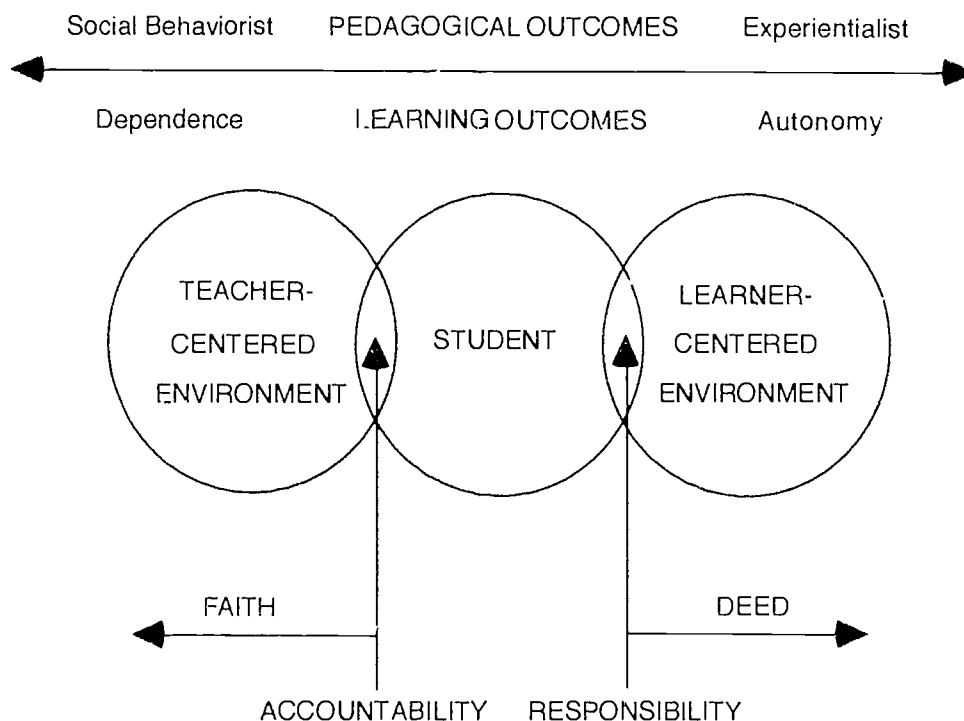 Social Behaviorist PEDAGOGICAL OUTCOMES Experientialist
Dependence LEARNING OUTCOMES Autonomy
TEACHER-
CENTERED
ENVIRONMENT
STUDENT
LEARNER-
CENTERED
ENVIRONMENT
FAITH
DEED
ACCOUNTABILITY RESPONSIBILITY